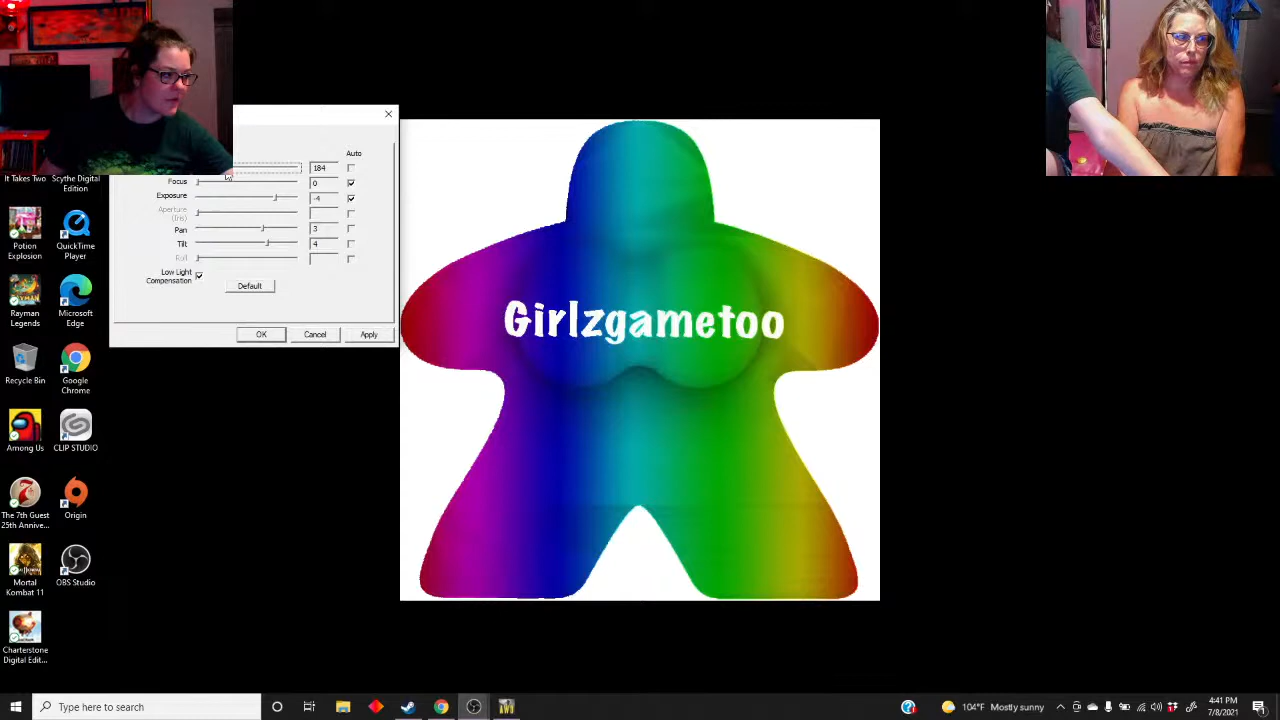 Auto
184
Focus
0
Exposure
-4
Aperture
(Iris)
Pan
3
Tilt
4
Roll
Low Light
Compensation
Default
OK
Cancel
Apply
It Takes Two
Scythe Digital
Edition
Potion
Explosion
QuickTime
Player
Rayman
Legends
Microsoft
Edge
Recycle Bin
Google
Chrome
Among Us
CLIP STUDIO
The 7th Guest
25th Annive...
Origin
Mortal
Kombat 11
OBS Studio
Charterstone
Digital Edit...
Girlzgametoo
Type here to search
104°F Mostly sunny
4:41 PM
7/8/2021